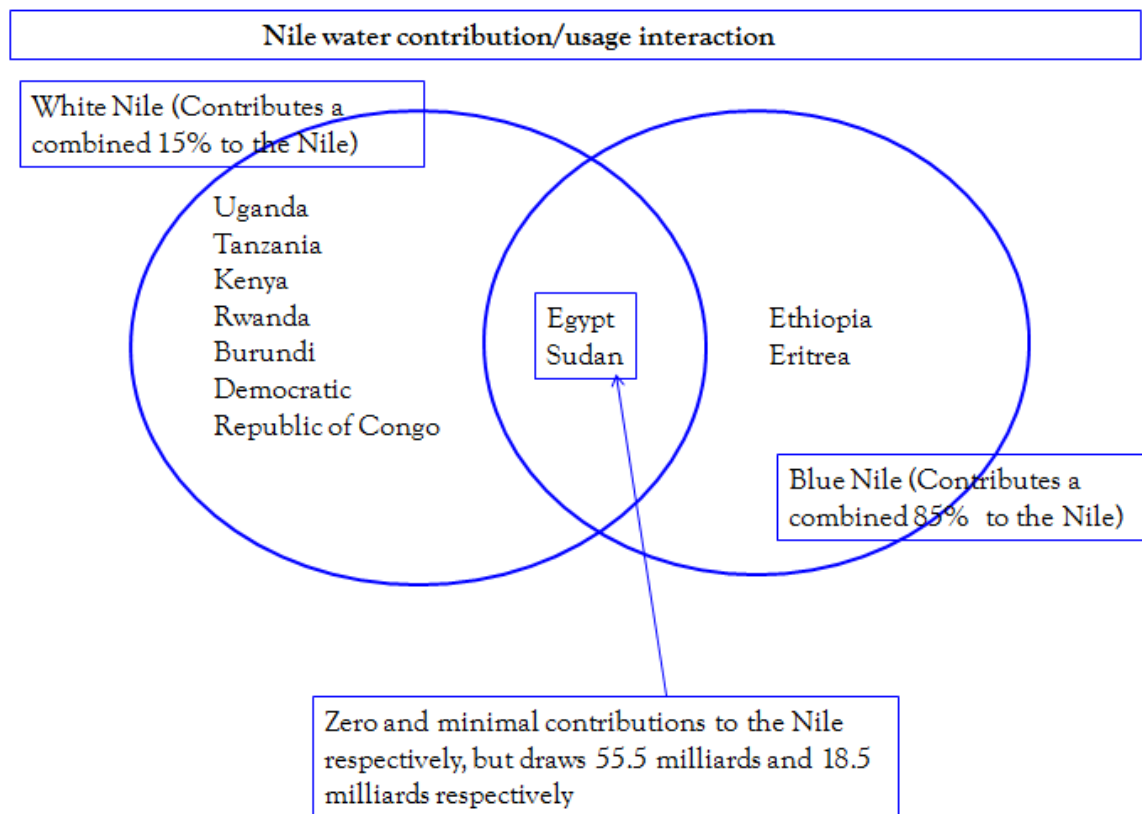 Nile water contribution/usage interaction
White Nile (Contributes a
combined 15% to the Nile)
Uganda
Tanzania
Kenya
Rwanda
Burundi
Democratic
Republic of Congo
Egypt
Sudan
Ethiopia
Eritrea
Blue Nile (Contributes a
combined 85% to the Nile)
Zero and minimal contributions to the Nile
respectively, but draws 55.5 milliards and 18.5
milliards respectively